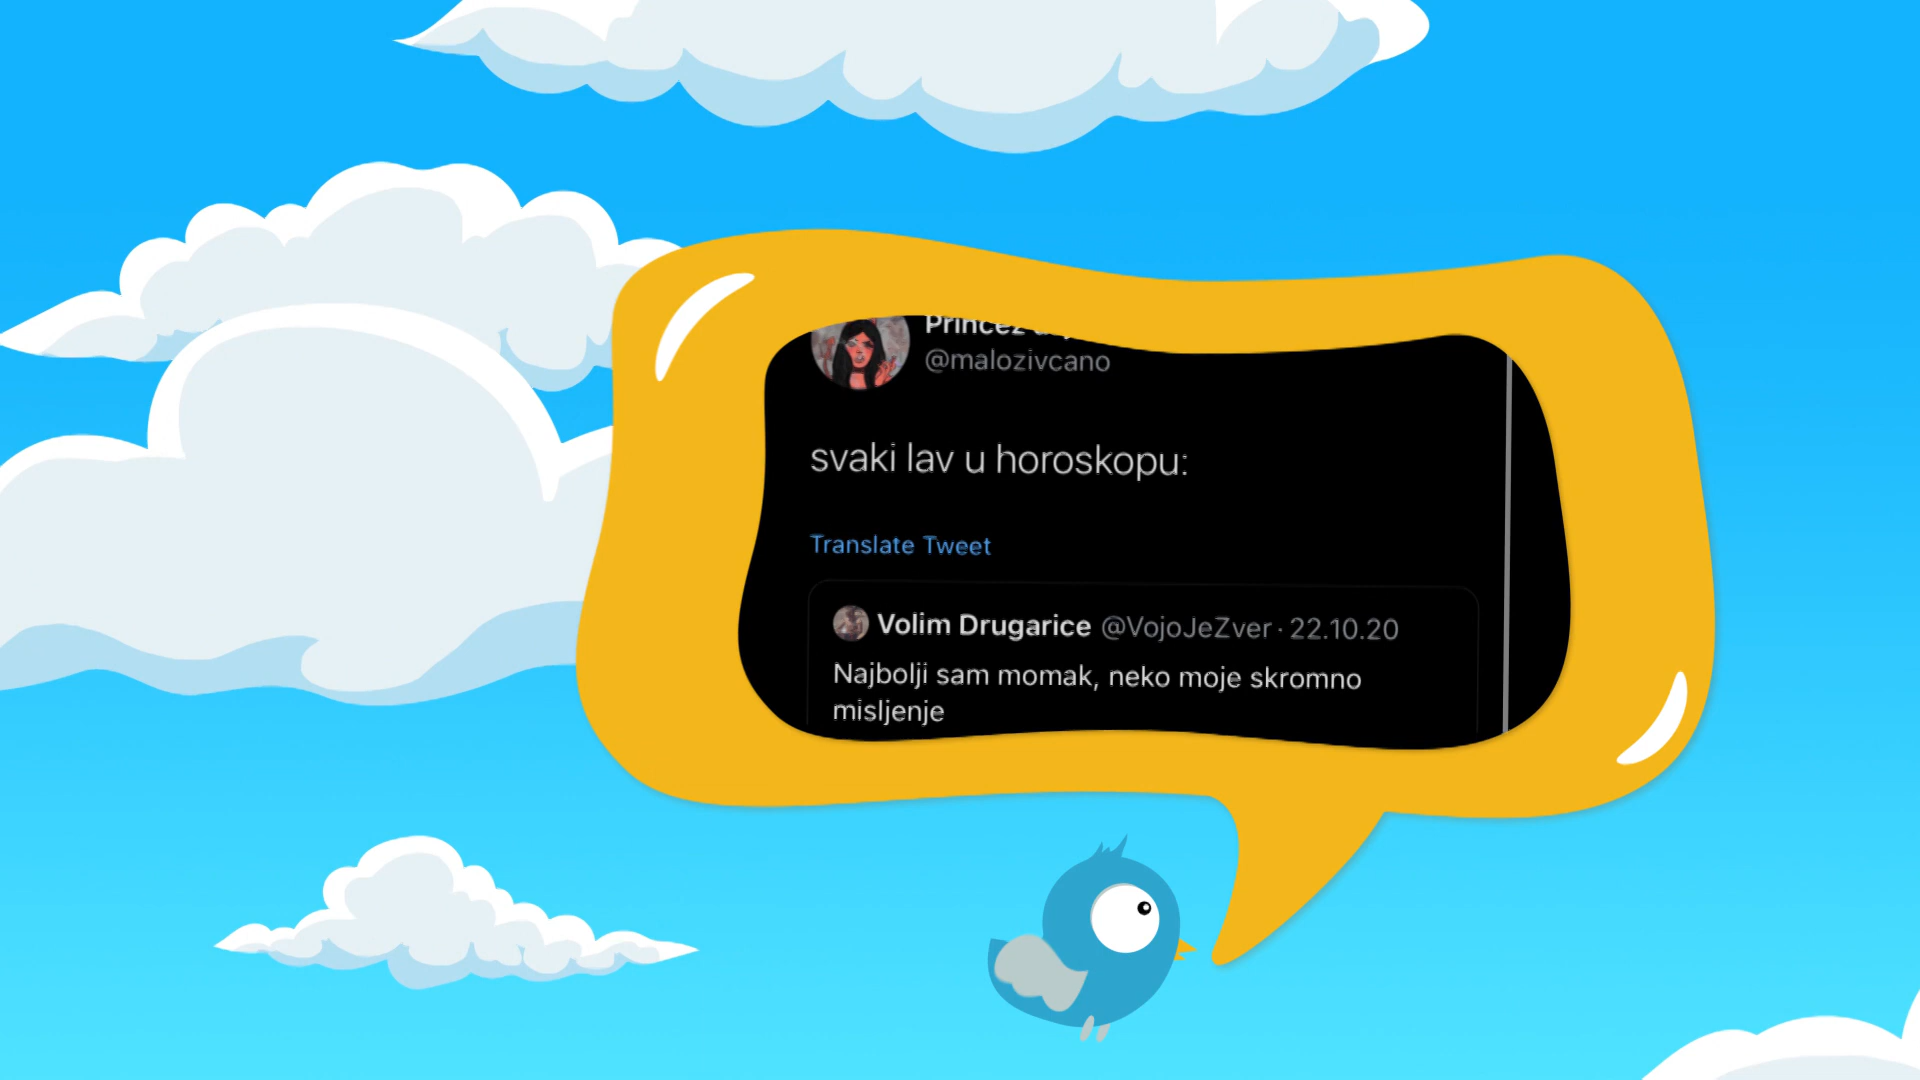 @malozivcano
svaki lav u horoskopu:
Translate Tweet
Volim Drugarice @VojoJeZver · 22.10.20
Najbolji sam momak, neko moje skromno
misljenje